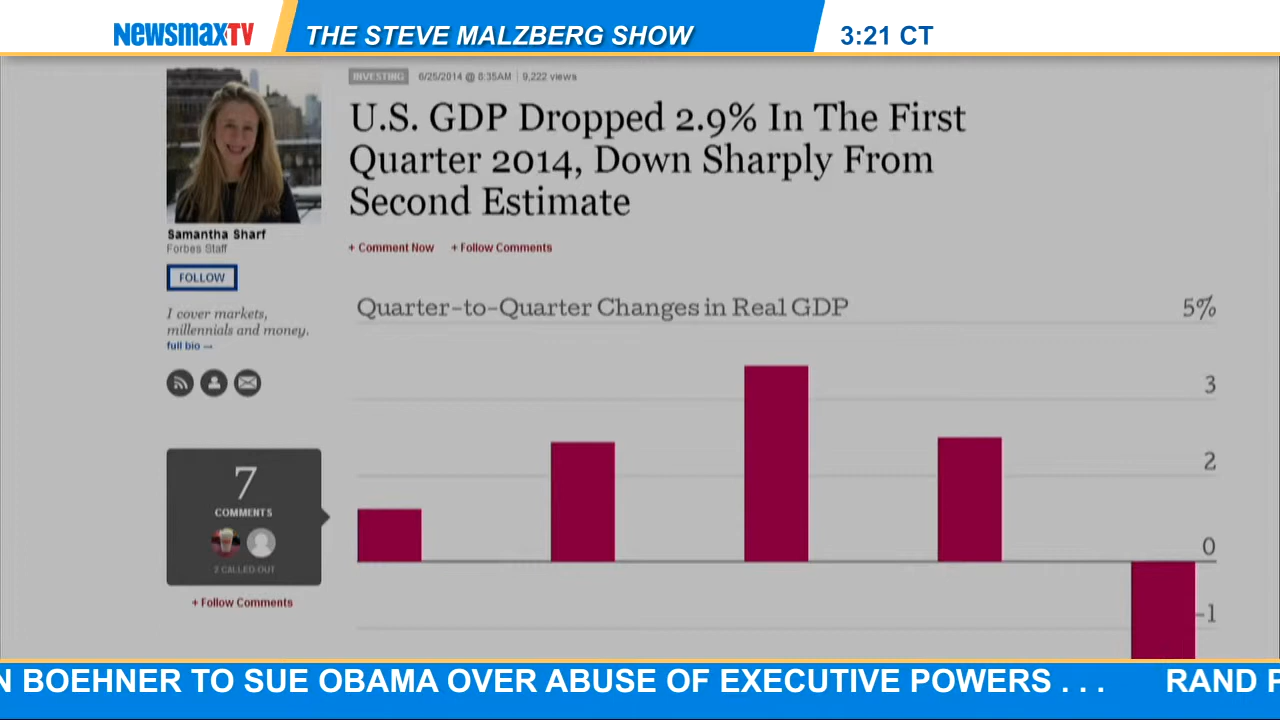 NEWSMAXTV
THE STEVE MALZBERG SHOW
3:21 CT
INVESTING 6/25/2014 @ 8:35AM | 9,222 views
U.S. GDP Dropped 2.9% In The First
Quarter 2014, Down Sharply From
Second Estimate
+ Comment Now + Follow Comments
Samantha Sharf
Forbes Staff
FOLLOW
I cover markets,
millennials and money.
full bio →
7
COMMENTS
2 CALLED-OUT
+ Follow Comments
Quarter-to-Quarter Changes in Real GDP
5%
3
2
0
-1
N BOEHNER TO SUE OBAMA OVER ABUSE OF EXECUTIVE POWERS . . . RAND P